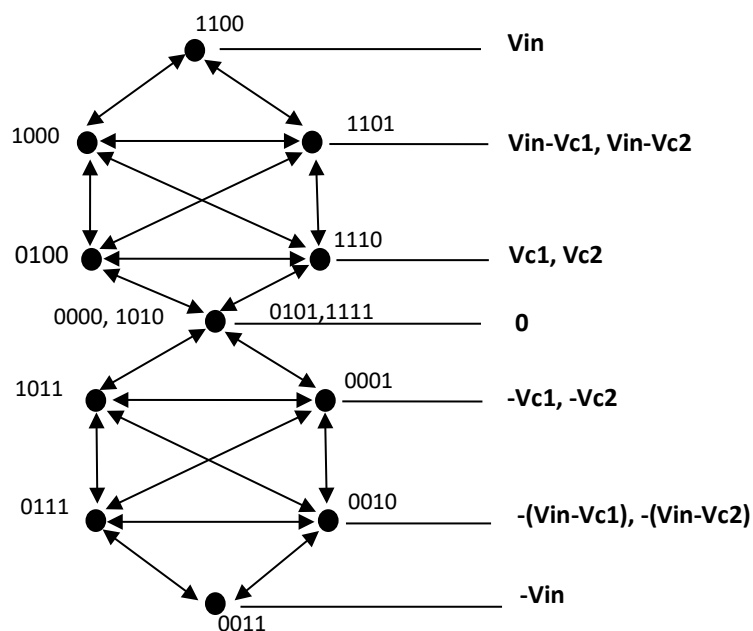 1100
Vin
1000
1101
Vin-Vc1, Vin-Vc2
0100
1110
Vc1, Vc2
0000, 1010
0101,1111
0
1011
0001
-Vc1, -Vc2
0111
0010
-(Vin-Vc1), -(Vin-Vc2)
-Vin
0011